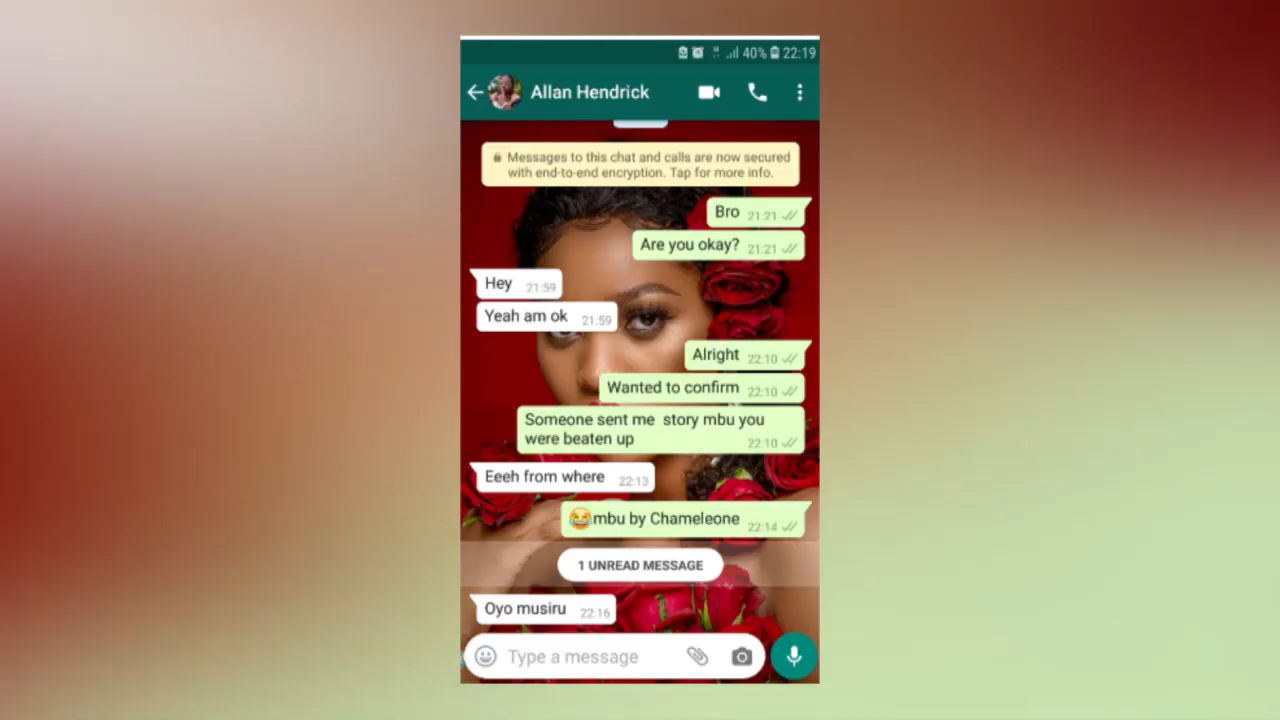 40% 22:19
Allan Hendrick
Messages to this chat and calls are now secured
with end-to-end encryption. Tap for more info.
Bro 21:21
Are you okay? 21:21
Hey 21:59
Yeah am ok 21:59
Alright 22:10
Wanted to confirm 22:10
Someone sent me story mbu you
were beaten up 22:10
Eeeh from where 22:13
😂mbu by Chameleone 22:14
1 UNREAD MESSAGE
Oyo musiru 22:16
Type a message